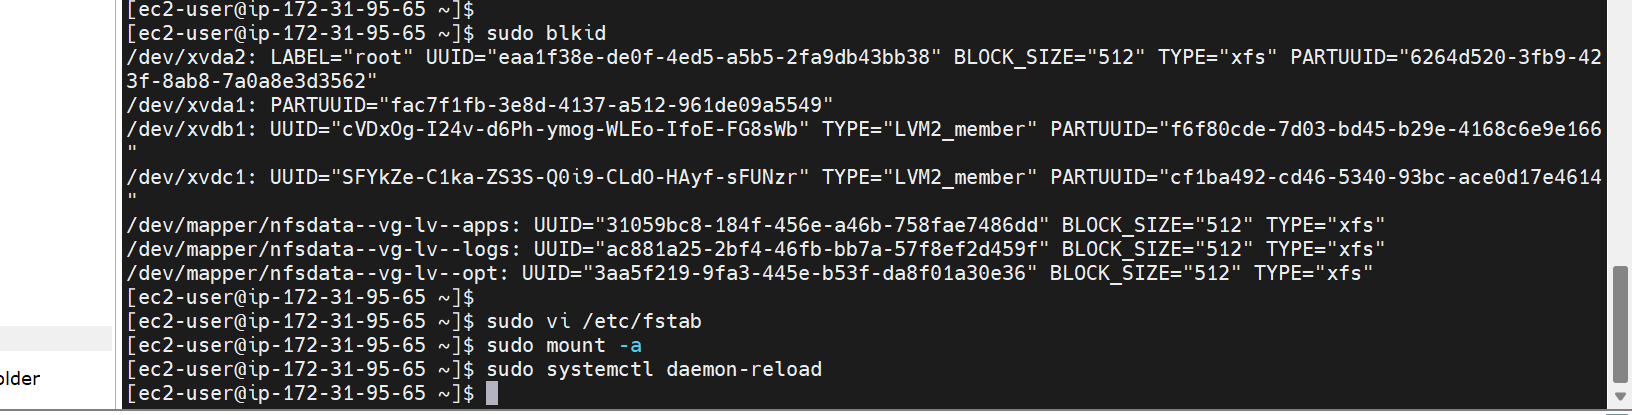 [ec2-user@ip-172-31-95-65 ~]$
[ec2-user@ip-172-31-95-65 ~]$ sudo blkid
/dev/xvda2: LABEL="root" UUID="eaa1f38e-de0f-4ed5-a5b5-2fa9db43bb38" BLOCK_SIZE="512" TYPE="xfs" PARTUUID="6264d520-3fb9-42
3f-8ab8-7a0a8e3d3562"
/dev/xvda1: PARTUUID="fac7f1fb-3e8d-4137-a512-961de09a5549"
/dev/xvdb1: UUID="cVDxOg-I24v-d6Ph-ymog-WLEo-IfoE-FG8sWb" TYPE="LVM2_member" PARTUUID="f6f80cde-7d03-bd45-b29e-4168c6e9e166
"
/dev/xvdc1: UUID="SFYkZe-C1ka-ZS3S-Q0i9-CLdO-HAyf-sFUNzr" TYPE="LVM2_member" PARTUUID="cf1ba492-cd46-5340-93bc-ace0d17e4614
"
/dev/mapper/nfsdata--vg-lv--apps: UUID="31059bc8-184f-456e-a46b-758fae7486dd" BLOCK_SIZE="512" TYPE="xfs"
/dev/mapper/nfsdata--vg-lv--logs: UUID="ac881a25-2bf4-46fb-bb7a-57f8ef2d459f" BLOCK_SIZE="512" TYPE="xfs"
/dev/mapper/nfsdata--vg-lv--opt: UUID="3aa5f219-9fa3-445e-b53f-da8f01a30e36" BLOCK_SIZE="512" TYPE="xfs"
[ec2-user@ip-172-31-95-65 ~]$
[ec2-user@ip-172-31-95-65 ~]$ sudo vi /etc/fstab
[ec2-user@ip-172-31-95-65 ~]$ sudo mount -a
[ec2-user@ip-172-31-95-65 ~]$ sudo systemctl daemon-reload
[ec2-user@ip-172-31-95-65 ~]$
older